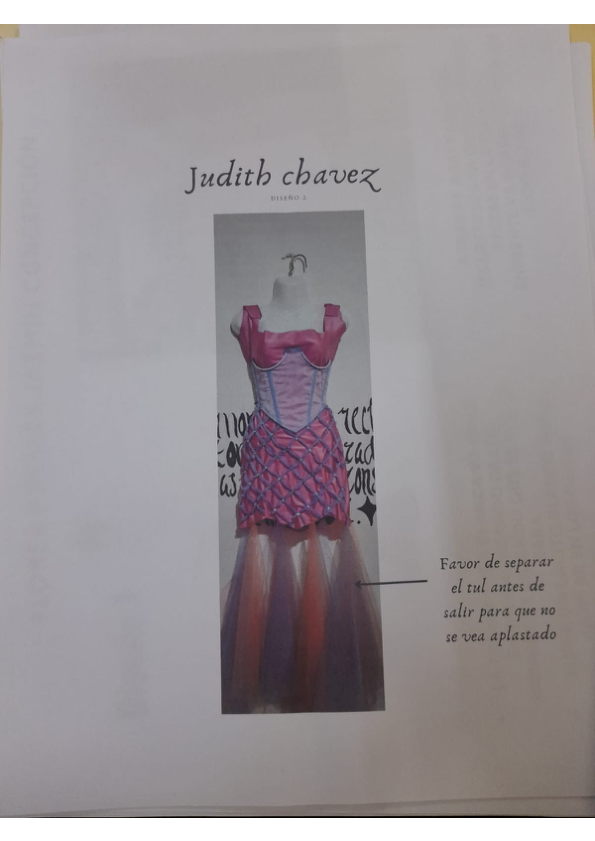 Judith chavez
DISEÑO 2
Favor de separar
el tul antes de
salir para que no
se vea aplastado